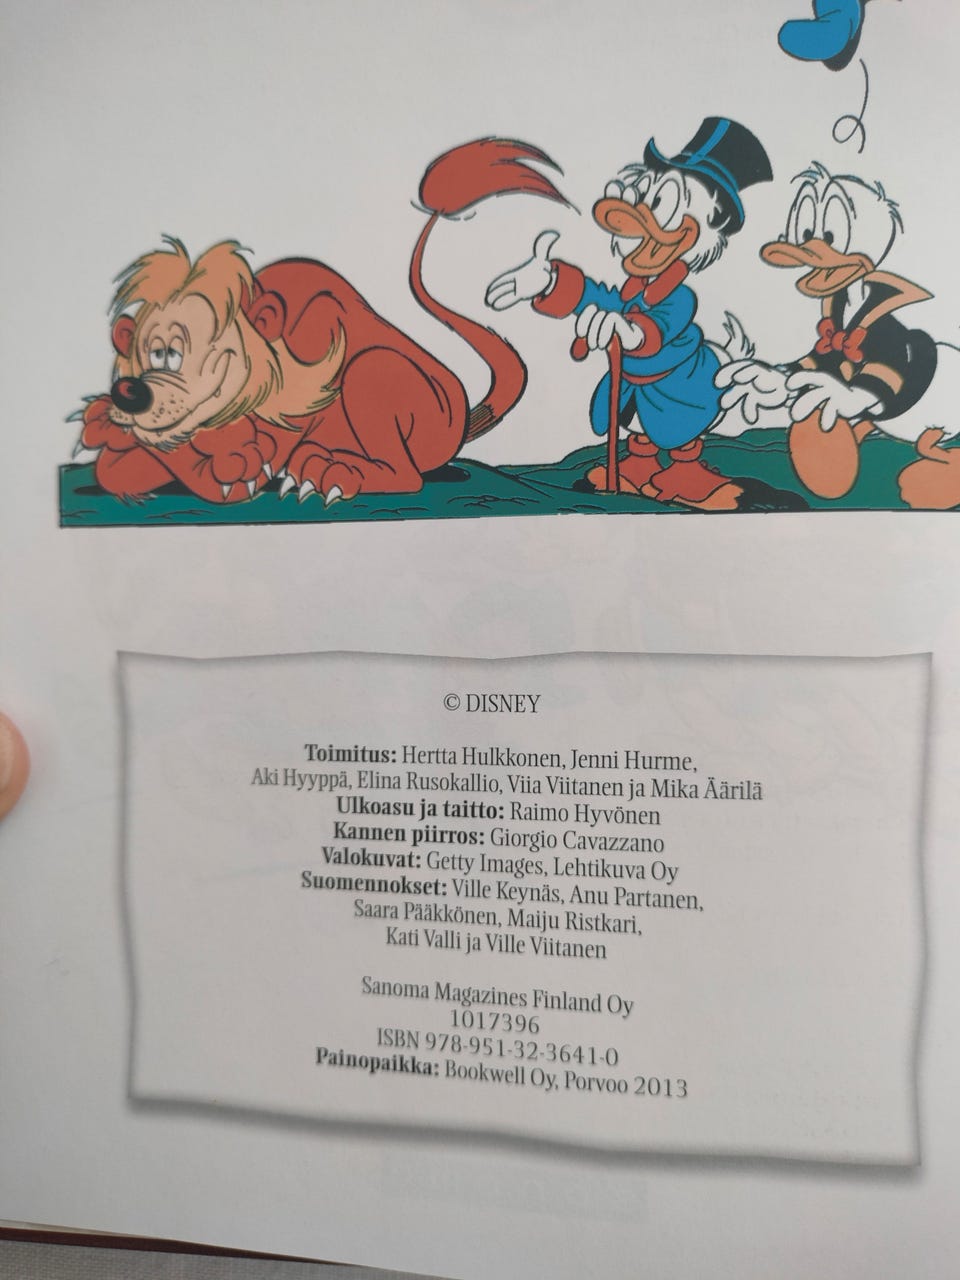 © DISNEY
Toimitus: Hertta Hulkkonen, Jenni Hurme,
Aki Hyyppä, Elina Rusokallio, Viia Viitanen ja Mika Äärilä
Ulkoasu ja taitto: Raimo Hyvönen
Kannen piirros: Giorgio Cavazzano
Valokuvat: Getty Images, Lehtikuva Oy
Suomennokset: Ville Keynäs, Anu Partanen,
Saara Pääkkönen, Maiju Ristkari,
Kati Valli ja Ville Viitanen
Sanoma Magazines Finland Oy
1017396
ISBN 978-951-32-3641-0
Painopaikka: Bookwell Oy, Porvoo 2013